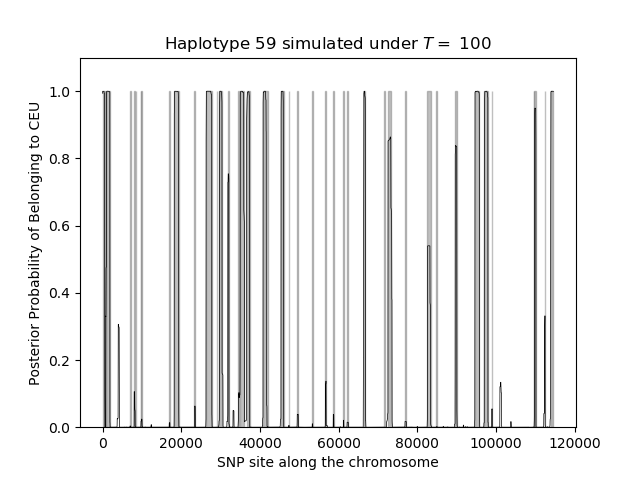 Haplotype 59 simulated under T = 100
Posterior Probability of Belonging to CEU
1.0
0.8
0.6
0.4
0.2
0.0
0 20000 40000 60000 80000 100000 120000
SNP site along the chromosome